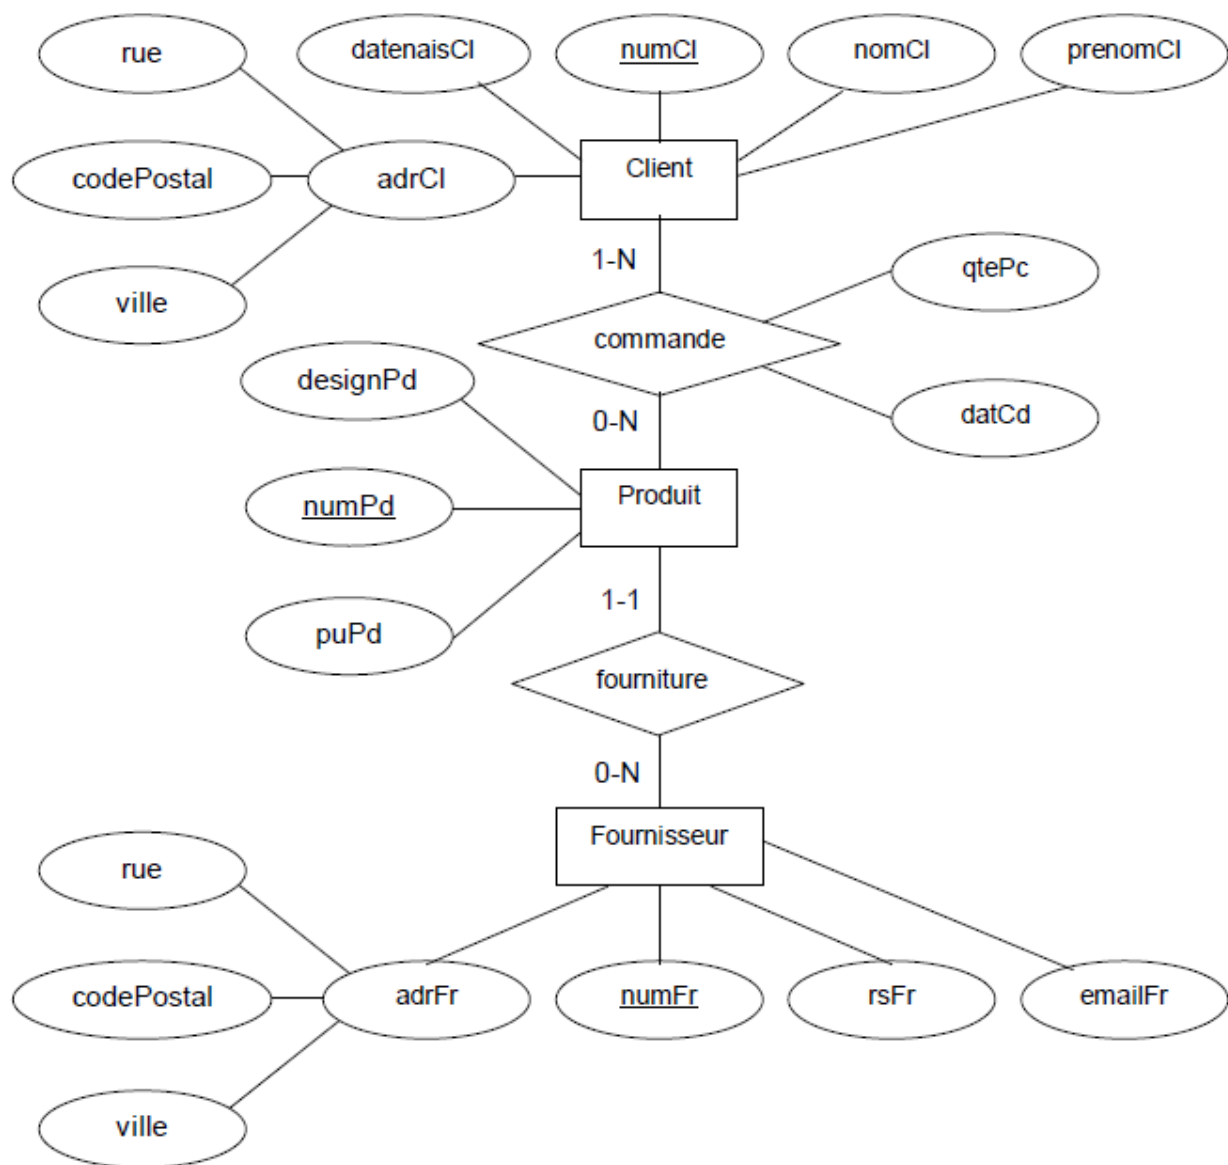 rue
datenaisCl
numCl
nomCl
prenomCl
codePostal
adrCl
Client
ville
1-N
qtePc
commande
designPd
0-N
datCd
numPd
Produit
puPd
1-1
fourniture
0-N
Fournisseur
rue
codePostal
adrFr
numFr
rsFr
emailFr
ville